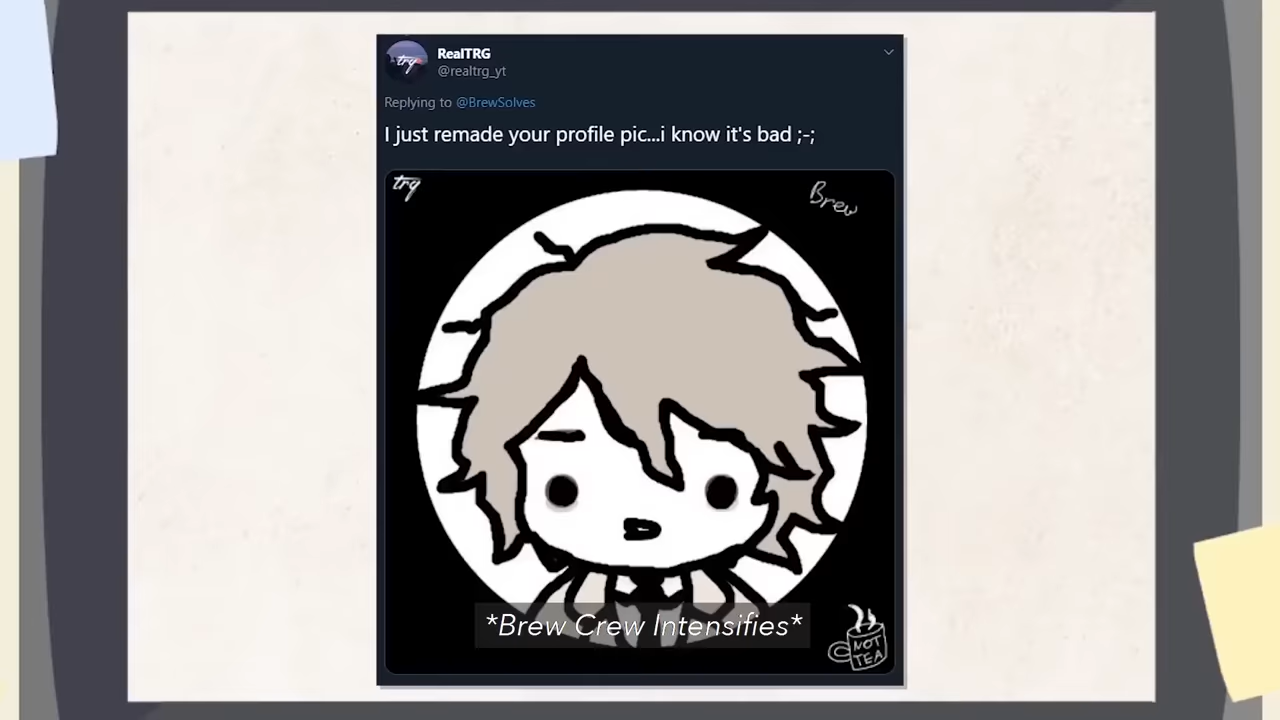 try
RealTRG
@realtrg_yt
Replying to @BrewSolves
I just remade your profile pic...i know it's bad ;-;
trg
Brew
*Brew Crew Intensifies*
NOT
TEA